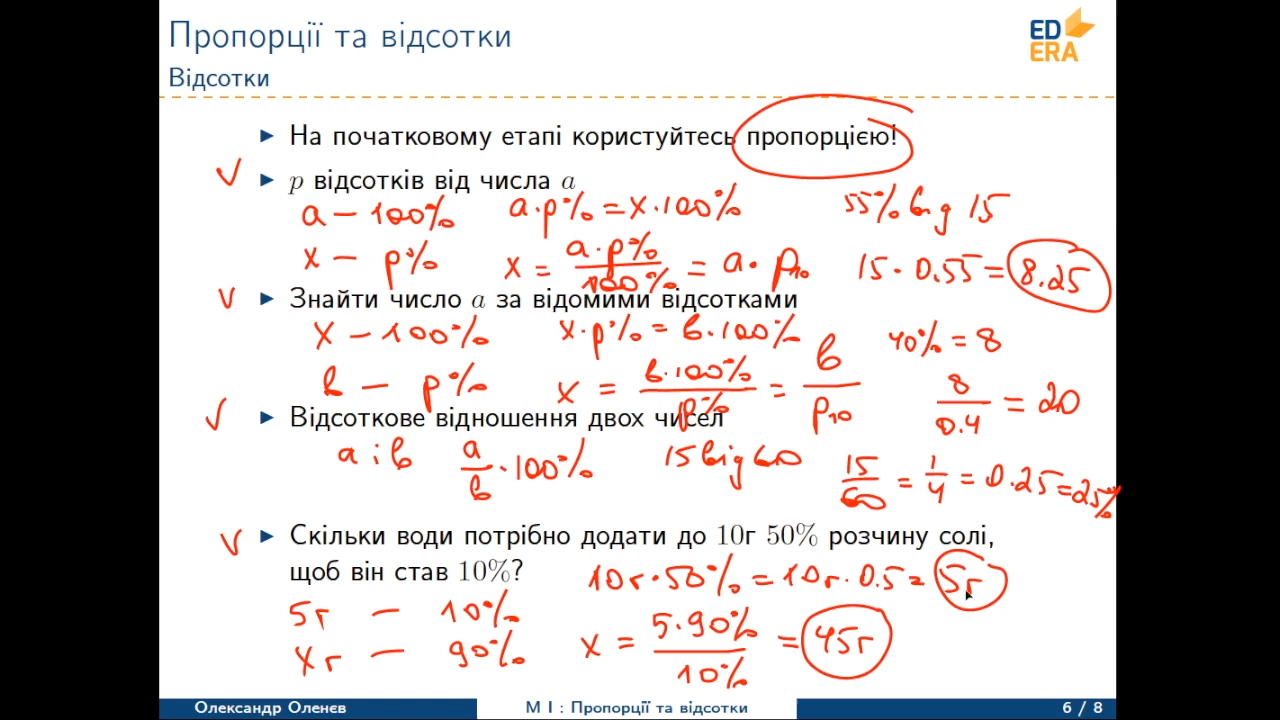 Пропорції та відсотки
ED
ERA
Відсотки
На початковому етапі користуйтесь пропорцією!
p відсотків від числа a
a – 100% a·p% = x·100% 55% від 15
x – p% x = a·p%/100% = a·p₁₀ 15·0.55 = 8.25
Знайти число a за відомими відсотками
x – 100% x·p% = в·100% 40% = 8
в – p% x = в·100%/p% = в/p₁₀ 8/0.4 = 20
Відсоткове відношення двох чисел
a : в a/в·100% 15 від 60 15/60 = 1/4 = 0.25 = 25%
Скільки води потрібно додати до 10г 50% розчину солі,
щоб він став 10%? 10г·50% = 10г·0.5 = 5г
5г – 10%
xг – 90% x = 5·90%/10% = 45г
Олександр Оленєв М І : Пропорції та відсотки 6 / 8